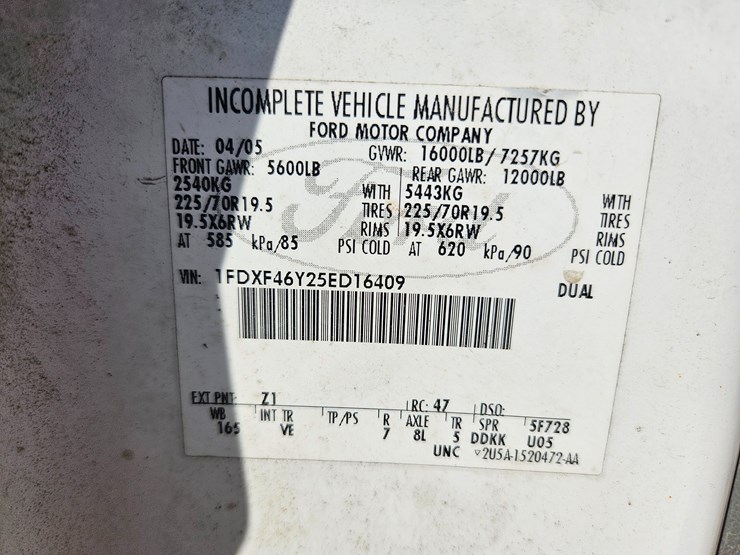 INCOMPLETE VEHICLE MANUFACTURED BY
FORD MOTOR COMPANY
DATE: 04/05 GVWR: 16000LB/ 7257KG
FRONT GAWR: 5600LB REAR GAWR: 12000LB
2540KG WITH 5443KG WITH
225/70R19.5 TIRES 225/70R19.5 TIRES
19.5X6RW RIMS 19.5X6RW RIMS
AT 585 kPa/85 PSI COLD AT 620 kPa/90 PSI COLD
VIN: 1FDXF46Y25ED16409 DUAL
Ford
EXT PNT: Z1 RC: 47 DSO:
WB INT TR TP/PS R AXLE TR SPR 5F728
165 VE 7 8L 5 DDKK U05
UNC ▽2U5A-1520472-AA